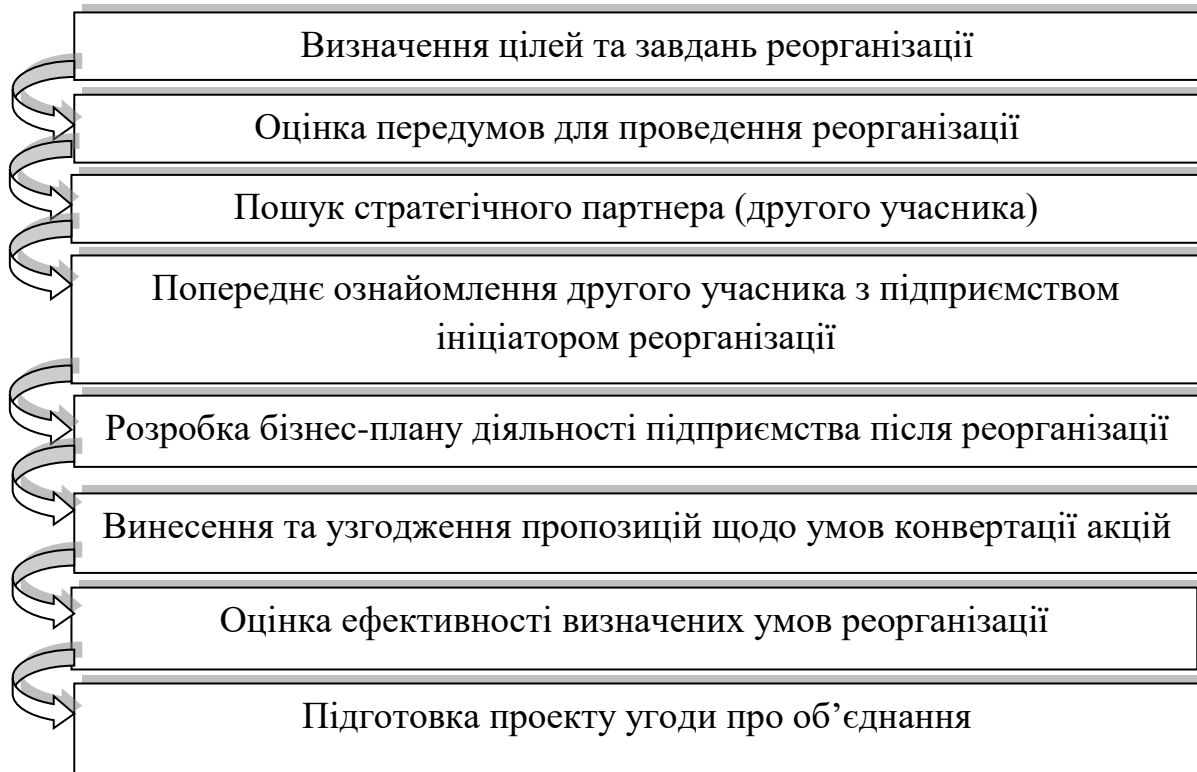 Визначення цілей та завдань реорганізації
Оцінка передумов для проведення реорганізації
Пошук стратегічного партнера (другого учасника)
Попереднє ознайомлення другого учасника з підприємством
ініціатором реорганізації
Розробка бізнес-плану діяльності підприємства після реорганізації
Винесення та узгодження пропозицій щодо умов конвертації акцій
Оцінка ефективності визначених умов реорганізації
Підготовка проекту угоди про об’єднання